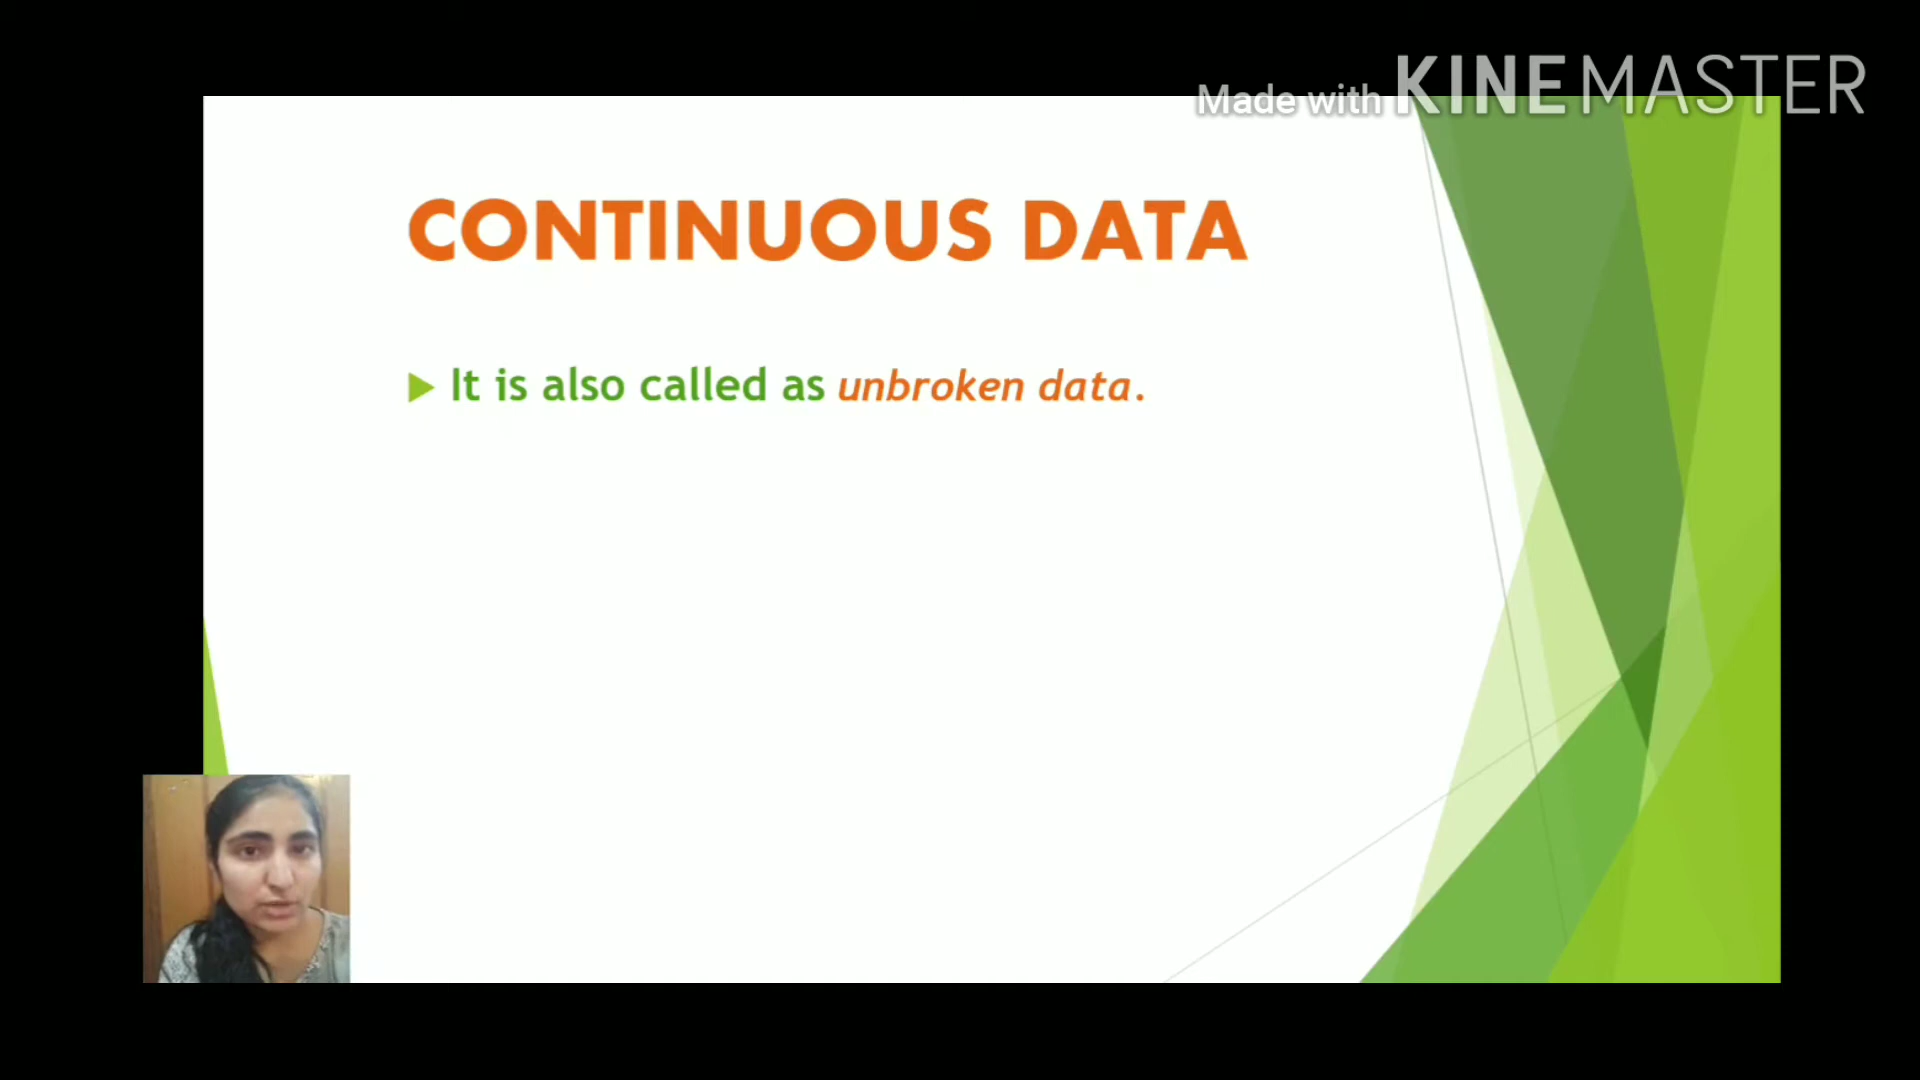 Made with KINEMASTER
CONTINUOUS DATA
It is also called as unbroken data.